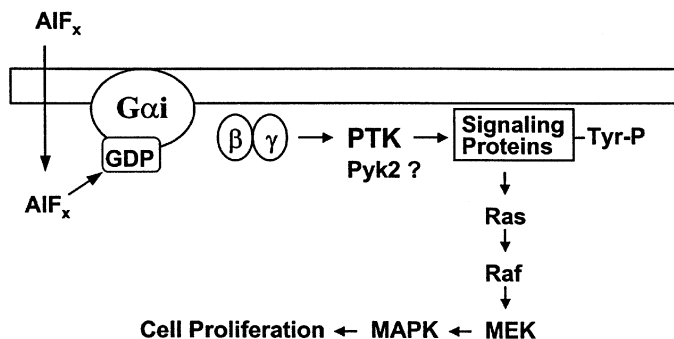 AlFₓ
Gαi
GDP
AlFₓ
β γ
PTK
Pyk2 ?
Signaling
Proteins
Tyr-P
Ras
Raf
MEK
MAPK
Cell Proliferation